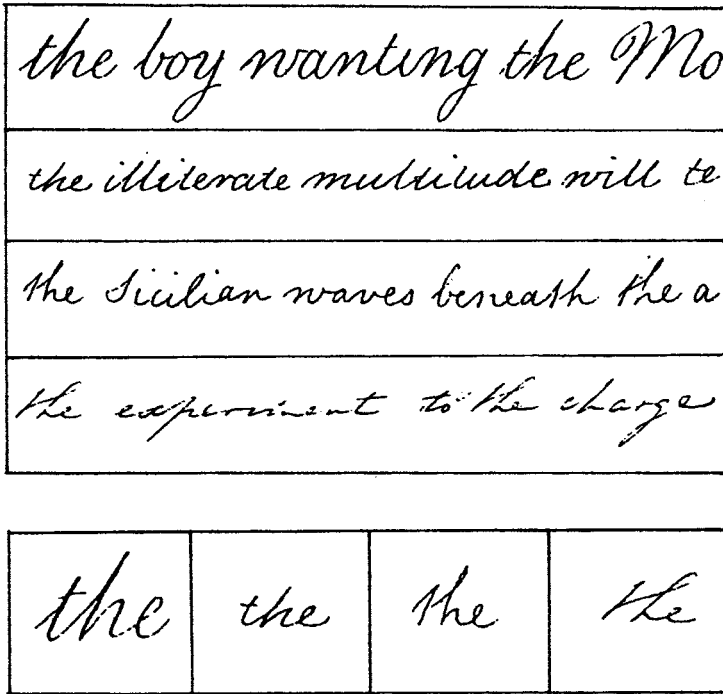 the boy wanting the Mo
the illiterate multitude will te
the Sicilian waves beneath the a
the experiment to the charge
the the the the